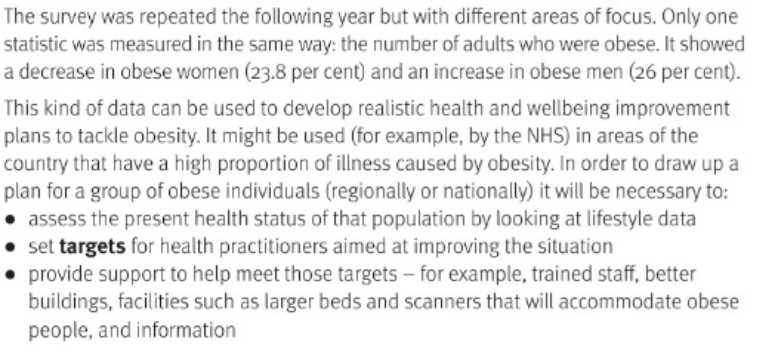 The survey was repeated the following year but with different areas of focus. Only one
statistic was measured in the same way: the number of adults who were obese. It showed
a decrease in obese women (23.8 per cent) and an increase in obese men (26 per cent).
This kind of data can be used to develop realistic health and wellbeing improvement
plans to tackle obesity. It might be used (for example, by the NHS) in areas of the
country that have a high proportion of illness caused by obesity. In order to draw up a
plan for a group of obese individuals (regionally or nationally) it will be necessary to:
• assess the present health status of that population by looking at lifestyle data
• set targets for health practitioners aimed at improving the situation
• provide support to help meet those targets – for example, trained staff, better
buildings, facilities such as larger beds and scanners that will accommodate obese
people, and information